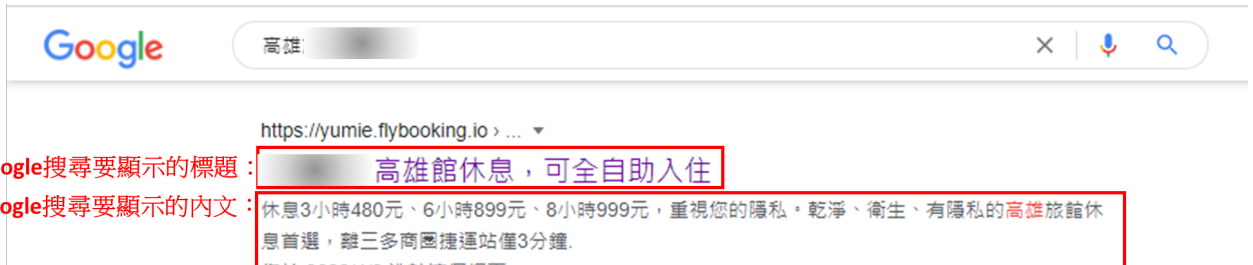 Google
高雄
https://yumie.flybooking.io › ...
ogle搜尋要顯示的標題：
高雄館休息，可全自助入住
ogle搜尋要顯示的內文：
休息3小時480元、6小時899元、8小時999元，重視您的隱私。乾淨、衛生、有隱私的高雄旅館休
息首選，離三多商圈捷運站僅3分鐘.